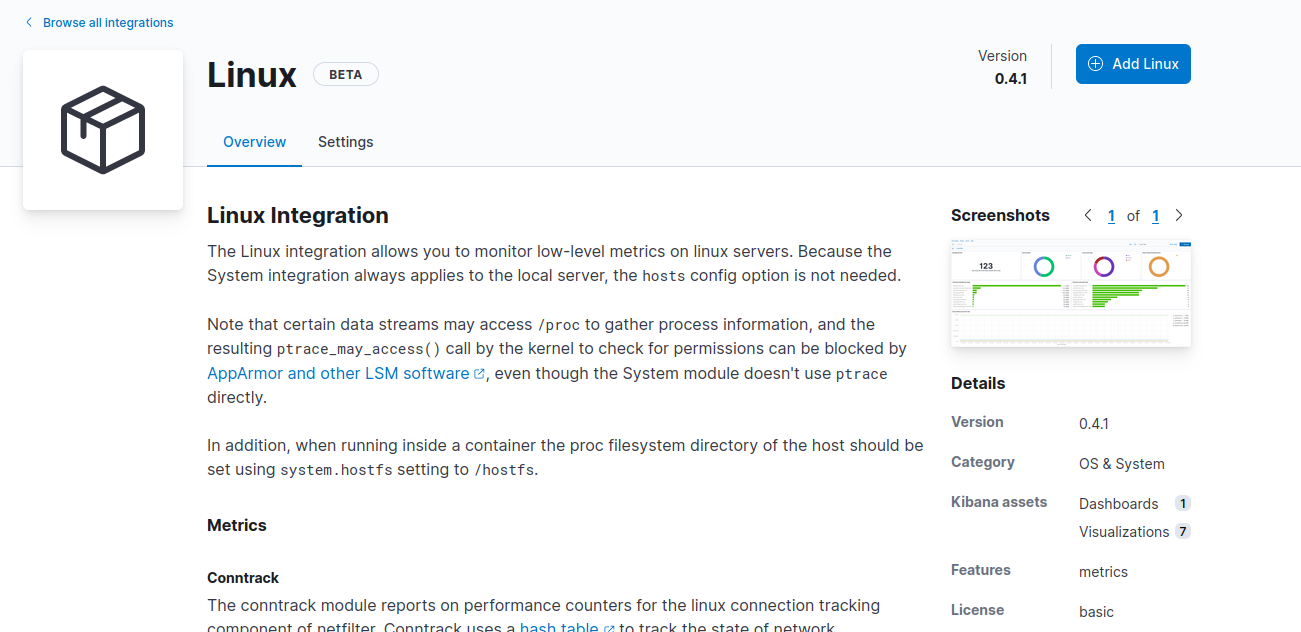 Browse all integrations
Linux BETA
Version
0.4.1
Add Linux
Overview Settings
Linux Integration
The Linux integration allows you to monitor low-level metrics on linux servers. Because the
System integration always applies to the local server, the hosts config option is not needed.
Note that certain data streams may access /proc to gather process information, and the
resulting ptrace_may_access() call by the kernel to check for permissions can be blocked by
AppArmor and other LSM software, even though the System module doesn't use ptrace
directly.
In addition, when running inside a container the proc filesystem directory of the host should be
set using system.hostfs setting to /hostfs.
Metrics
Conntrack
The conntrack module reports on performance counters for the linux connection tracking
component of netfilter. Conntrack uses a hash table to track the state of network
Screenshots 1 of 1
123
Details
Version 0.4.1
Category OS & System
Kibana assets Dashboards 1
Visualizations 7
Features metrics
License basic